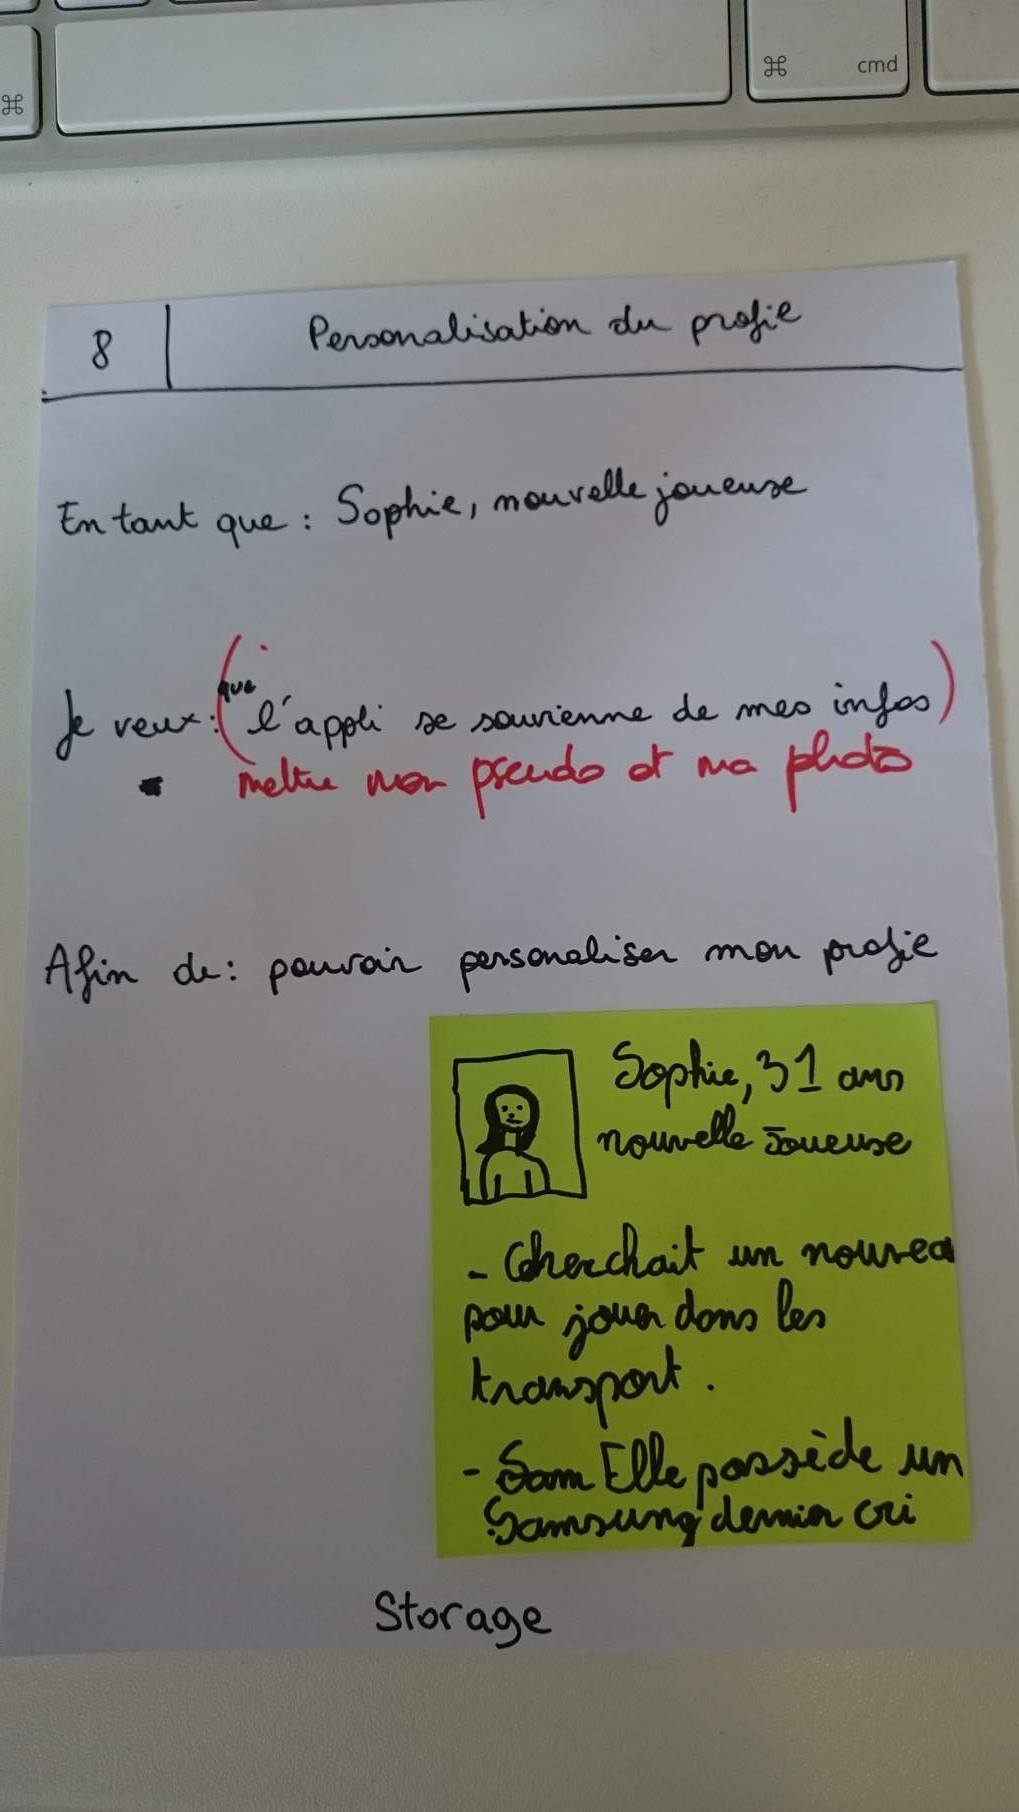 ⌘ cmd
⌘
8 Personalisation du profie
En tant que : Sophie, nouvelle joueuse
Je veux : (que l'appli se souvienne de mes infos)
mettre mon pseudo et ma photo
Afin de : pouvoir personaliser mon profie
Sophie, 31 ans
nouvelle Joueuse
- Cherchait un nouvea
pour jouer dans les
transport.
- Sam Elle possède un
Samsung dernier cri
Storage